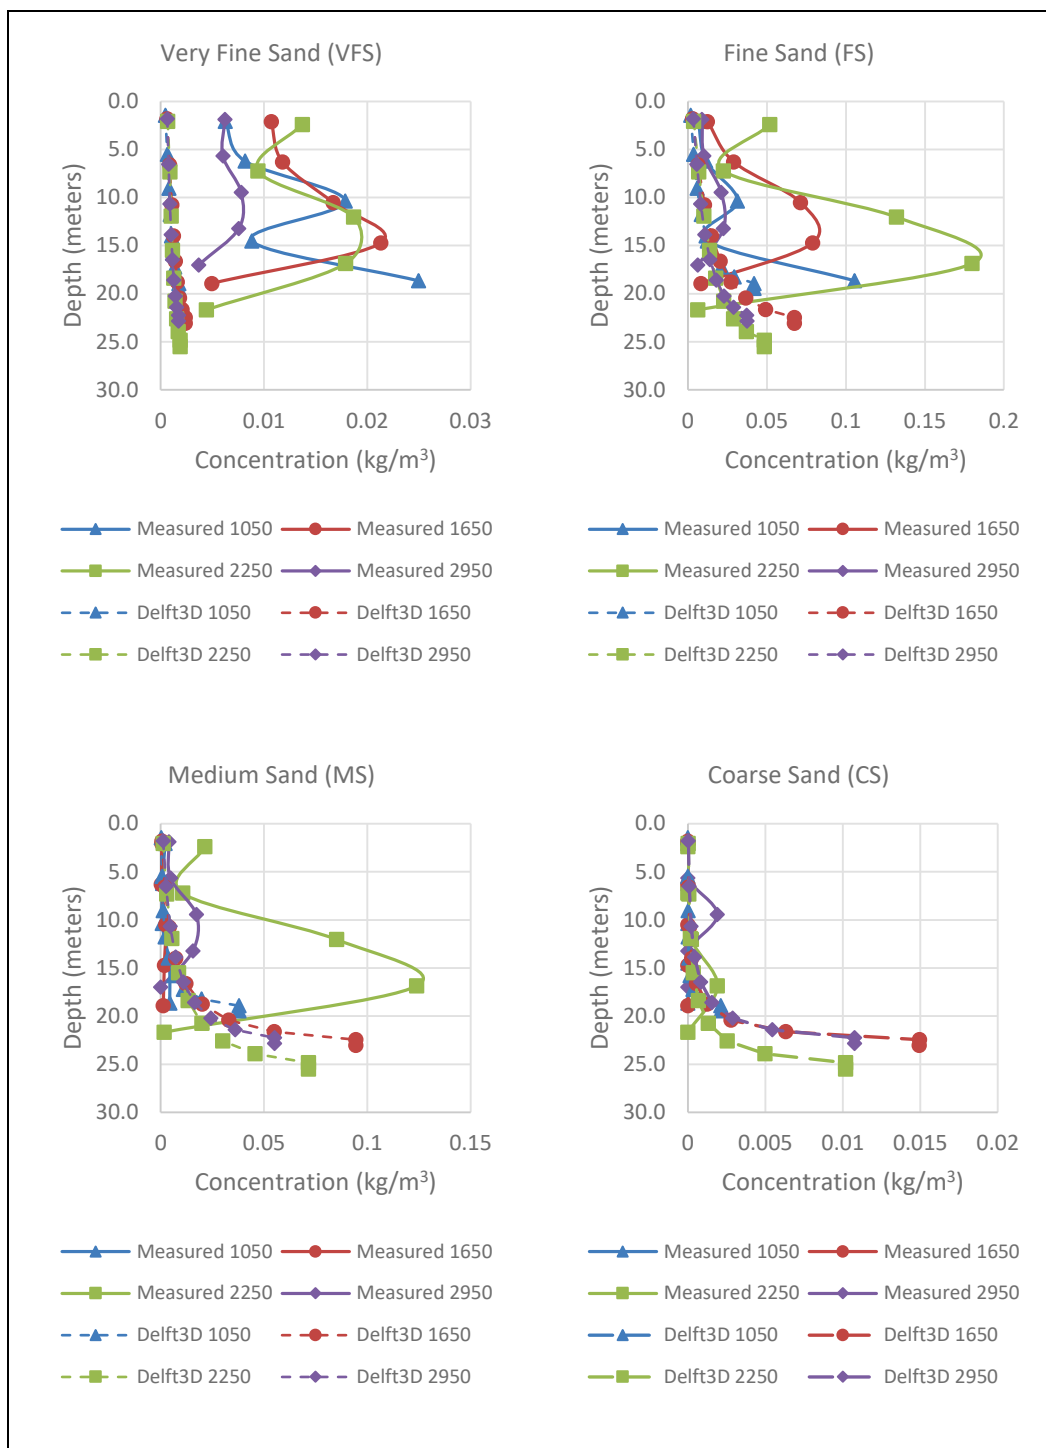 Very Fine Sand (VFS)
0.0
5.0
10.0
15.0
20.0
25.0
30.0
Depth (meters)
0 0.01 0.02 0.03
Concentration (kg/m³)
Measured 1050 Measured 1650
Measured 2250 Measured 2950
Delft3D 1050 Delft3D 1650
Delft3D 2250 Delft3D 2950
Fine Sand (FS)
0.0
5.0
10.0
15.0
20.0
25.0
30.0
Depth (meters)
0 0.05 0.1 0.15 0.2
Concentration (kg/m³)
Measured 1050 Measured 1650
Measured 2250 Measured 2950
Delft3D 1050 Delft3D 1650
Delft3D 2250 Delft3D 2950
Medium Sand (MS)
0.0
5.0
10.0
15.0
20.0
25.0
30.0
Depth (meters)
0 0.05 0.1 0.15
Concentration (kg/m³)
Measured 1050 Measured 1650
Measured 2250 Measured 2950
Delft3D 1050 Delft3D 1650
Delft3D 2250 Delft3D 2950
Coarse Sand (CS)
0.0
5.0
10.0
15.0
20.0
25.0
30.0
Depth (meters)
0 0.005 0.01 0.015 0.02
Concentration (kg/m³)
Measured 1050 Measured 1650
Measured 2250 Measured 2950
Delft3D 1050 Delft3D 1650
Delft3D 2250 Delft3D 2950